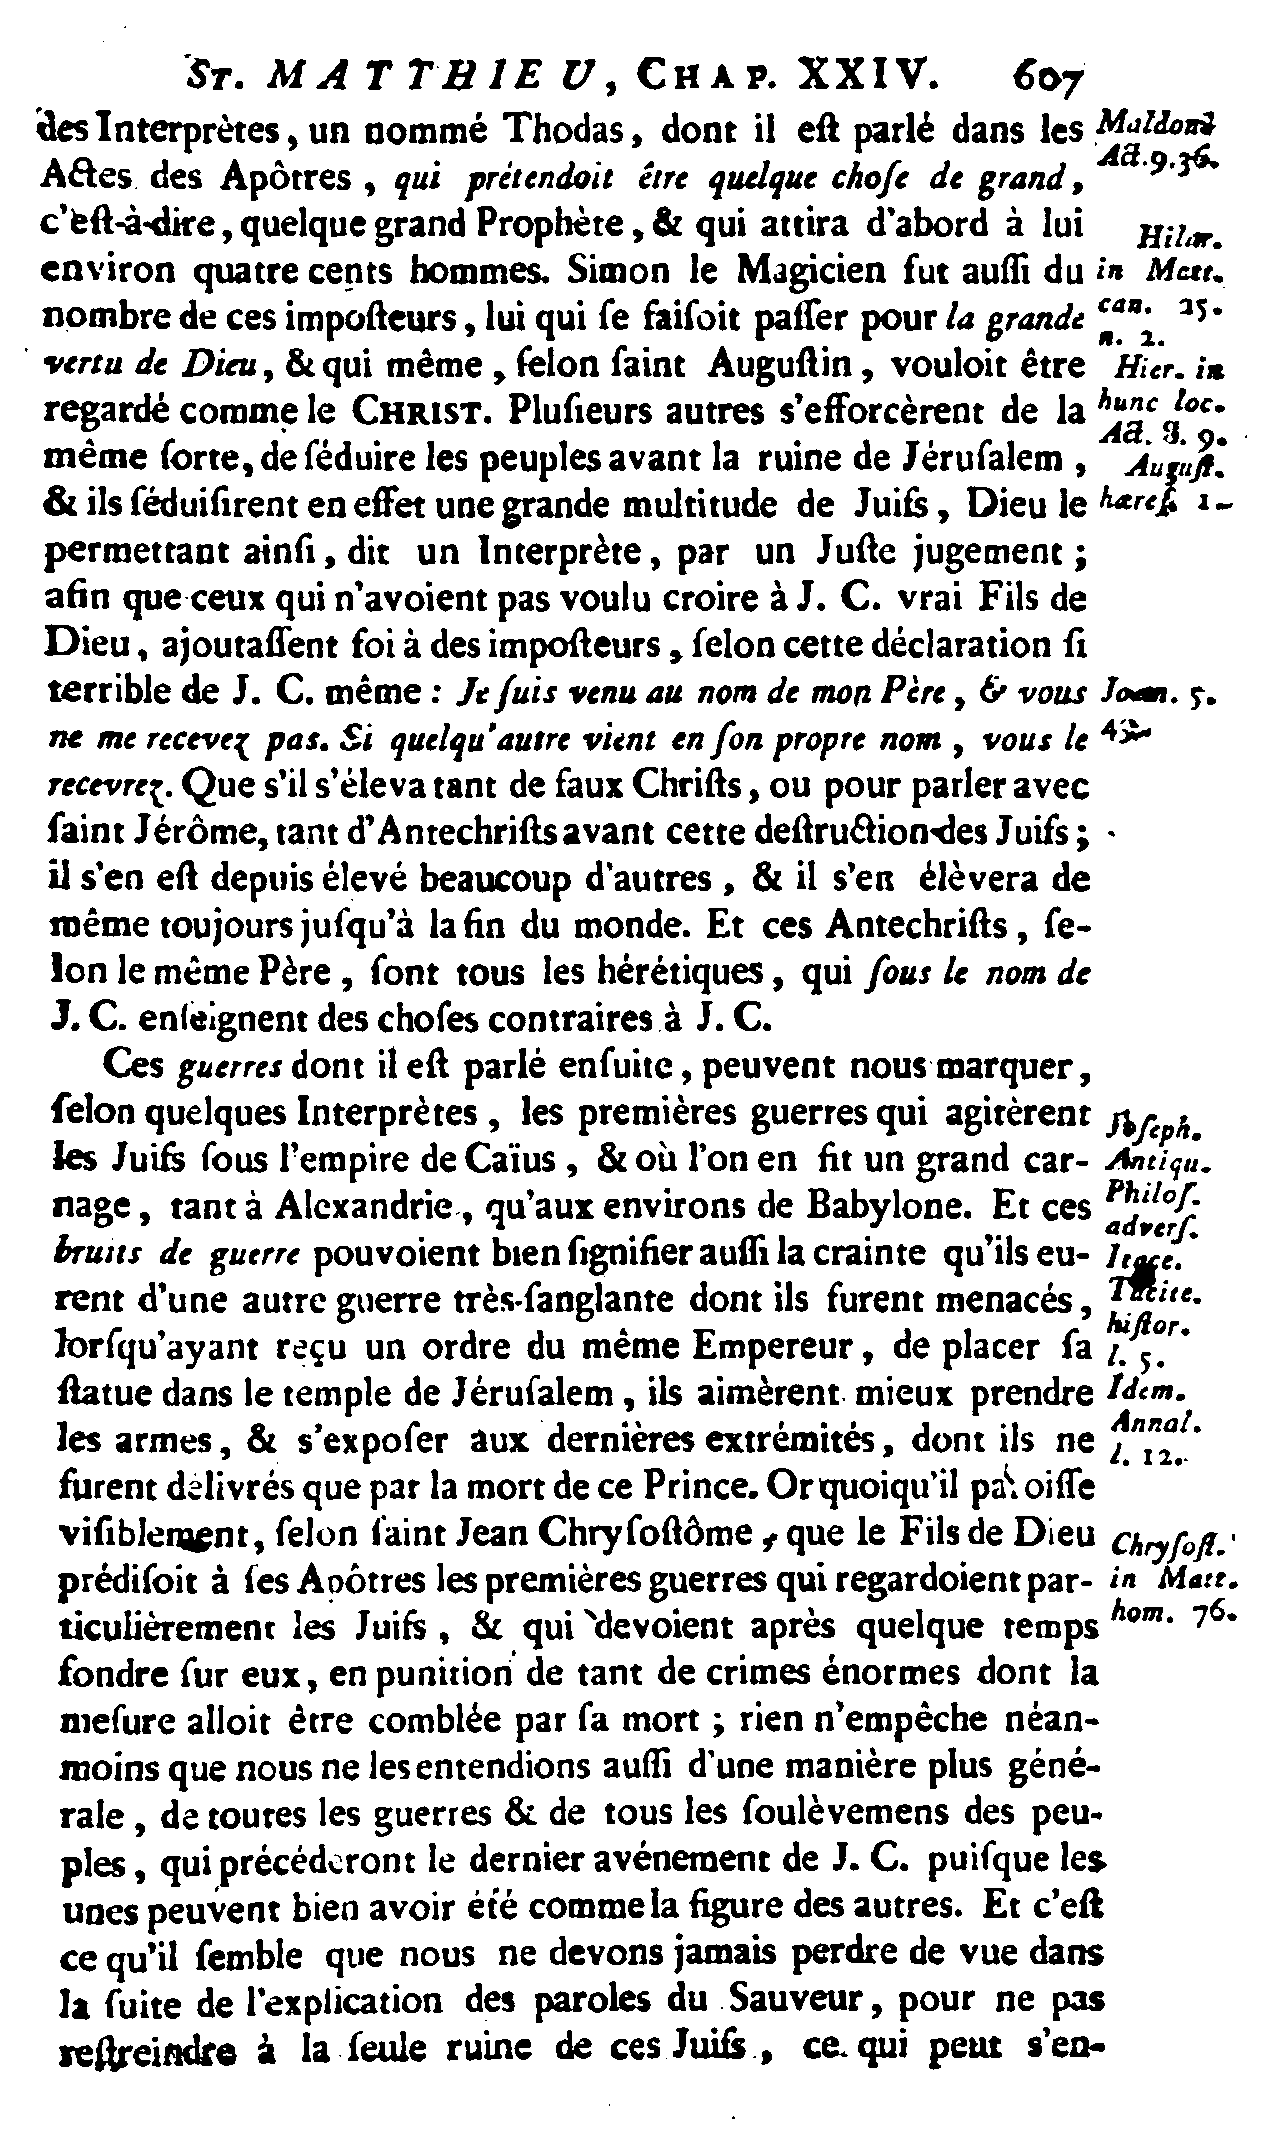 St. MATTHIEU, CHAP. XXIV. 607
des Interprètes, un nommé Thodas, dont il eſt parlé dans les
Actes des Apôtres, qui prétendoit être quelque choſe de grand,
c'eſt-à-dire, quelque grand Prophète, & qui attira d'abord à lui
environ quatre cents hommes. Simon le Magicien fut auſſi du
nombre de ces impoſteurs, lui qui ſe faiſoit paſſer pour la grande
vertu de Dieu, & qui même, ſelon ſaint Auguſtin, vouloit être
regardé comme le CHRIST. Pluſieurs autres s'efforcèrent de la
même ſorte, de ſéduire les peuples avant la ruine de Jéruſalem,
& ils ſéduiſirent en effet une grande multitude de Juifs, Dieu le
permettant ainſi, dit un Interprète, par un Juſte jugement;
afin que ceux qui n'avoient pas voulu croire à J. C. vrai Fils de
Dieu, ajoutaſſent foi à des impoſteurs, ſelon cette déclaration ſi
terrible de J. C. même: Je ſuis venu au nom de mon Père, & vous
ne me recevez pas. Si quelqu'autre vient en ſon propre nom, vous le
recevrez. Que s'il s'éleva tant de faux Chriſts, ou pour parler avec
ſaint Jérôme, tant d'Antechriſts avant cette deſtruction des Juifs;
il s'en eſt depuis élevé beaucoup d'autres, & il s'en élèvera de
même toujours juſqu'à la fin du monde. Et ces Antechriſts, ſe-
lon le même Père, ſont tous les hérétiques, qui ſous le nom de
J. C. enſeignent des choſes contraires à J. C.
Ces guerres dont il eſt parlé enſuite, peuvent nous marquer,
ſelon quelques Interprètes, les premières guerres qui agitèrent
les Juifs ſous l'empire de Caïus, & où l'on en fit un grand car-
nage, tant à Alexandrie, qu'aux environs de Babylone. Et ces
bruits de guerre pouvoient bien ſignifier auſſi la crainte qu'ils eu-
rent d'une autre guerre très-ſanglante dont ils furent menacés,
lorſqu'ayant reçu un ordre du même Empereur, de placer ſa
ſtatue dans le temple de Jéruſalem, ils aimèrent mieux prendre
les armes, & s'expoſer aux dernières extrémités, dont ils ne
furent délivrés que par la mort de ce Prince. Or quoiqu'il paroiſſe
viſiblement, ſelon ſaint Jean Chryſoſtôme, que le Fils de Dieu
prédiſoit à ſes Apôtres les premières guerres qui regardoient par-
ticulièrement les Juifs, & qui devoient après quelque temps
fondre ſur eux, en punition de tant de crimes énormes dont la
meſure alloit être comblée par ſa mort; rien n'empêche néan-
moins que nous ne les entendions auſſi d'une manière plus géné-
rale, de toutes les guerres & de tous les ſoulèvemens des peu-
ples, qui précéderont le dernier avénement de J. C. puiſque les
unes peuvent bien avoir été comme la figure des autres. Et c'eſt
ce qu'il ſemble que nous ne devons jamais perdre de vue dans
la ſuite de l'explication des paroles du Sauveur, pour ne pas
reſtreindre à la ſeule ruine de ces Juifs, ce qui peut s'en-
Maldon
Act. 9. 36.
Hilar.
in Matt.
can. 25.
n. 2.
Hier. in
hunc loc.
Act. 8. 9.
Auguſt.
hæreſ. 1
Joan. 5.
Joſeph.
Antiqu.
Philoſ.
adverſ.
Tacite.
hiſtor.
l. 5.
Idem.
Annal.
l. 12.
Chryſoſt.
in Matt.
hom. 76.